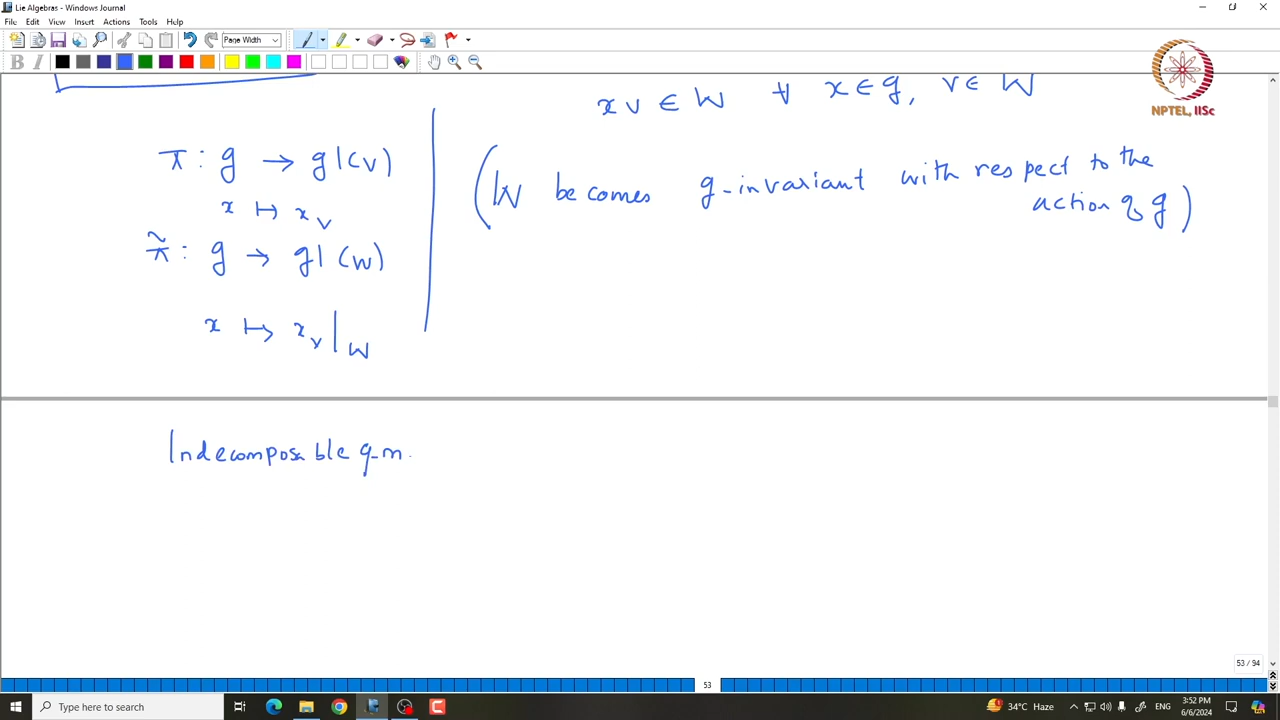 Lie Algebras - Windows Journal
File Edit View Insert Actions Tools Help
Page Width
B I
NPTEL, IISc
x v ∈ W ∀ x ∈ g, v ∈ W
π : g → gl(V)
x ↦ x_V
π̃ : g → gl(W)
x ↦ x_V|_W
(W becomes g-invariant with respect to the
action of g)
Indecomposable g-m
53 / 94
53
Type here to search
34°C Haze
3:52 PM
6/6/2024